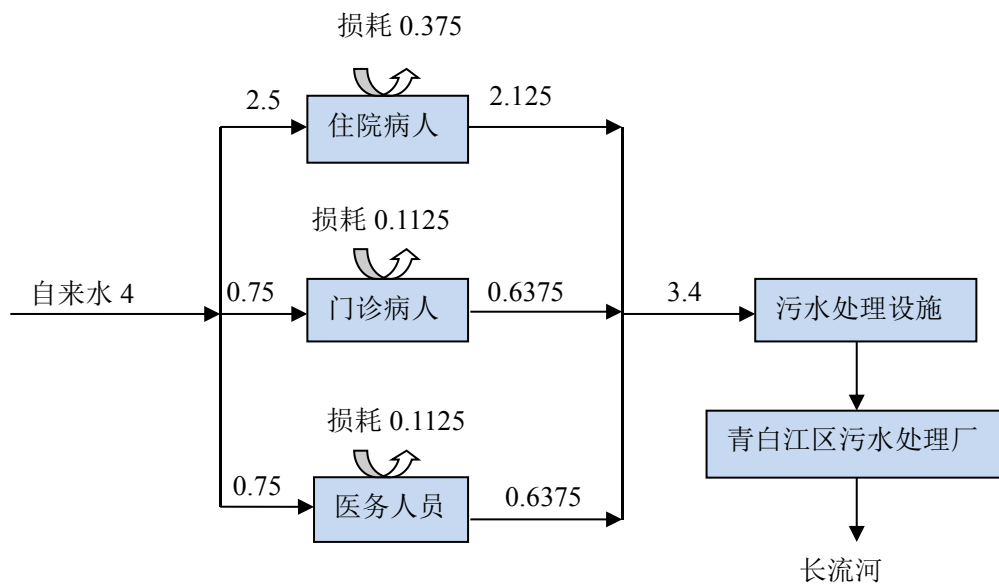 损耗 0.375
2.5
住院病人
2.125
损耗 0.1125
自来水 4
0.75
门诊病人
0.6375
3.4
污水处理设施
损耗 0.1125
青白江区污水处理厂
0.75
医务人员
0.6375
长流河